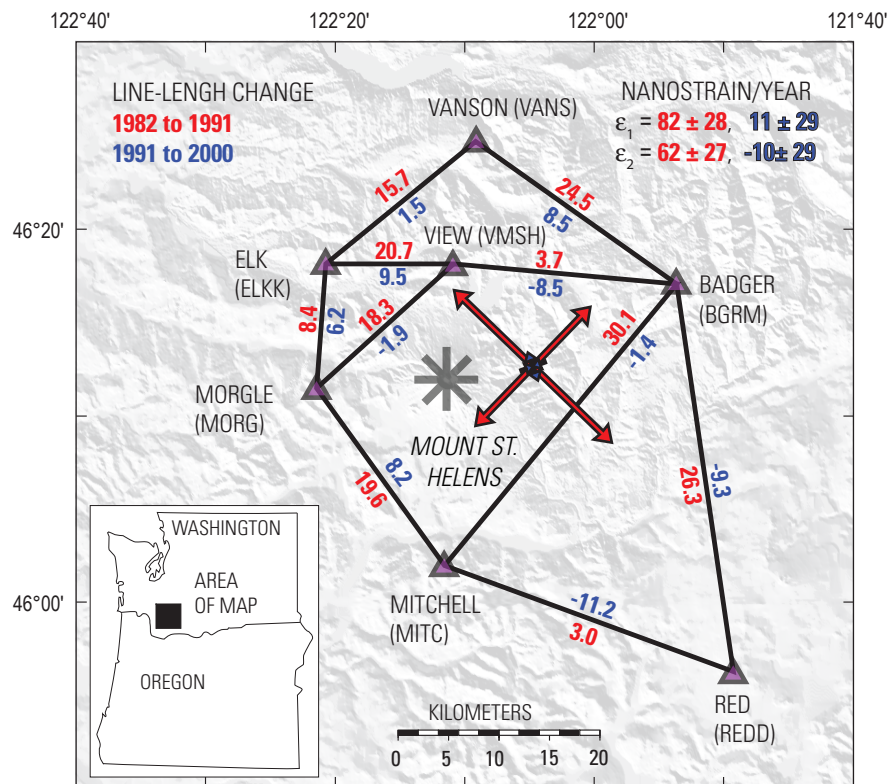 122°40'
122°20'
122°00'
121°40'
LINE-LENGH CHANGE
1982 to 1991
1991 to 2000
NANOSTRAIN/YEAR
ε1 = 82 ± 28, 11 ± 29
ε2 = 62 ± 27, -10± 29
VANSON (VANS)
15.7
1.5
24.5
8.5
46°20'
VIEW (VMSH)
ELK
(ELKK)
20.7
9.5
3.7
-8.5
BADGER
(BGRM)
8.4
6.2
18.3
-1.9
30.1
-1.4
MORGLE
(MORG)
MOUNT ST.
HELENS
8.2
19.6
26.3
-9.3
46°00'
MITCHELL
(MITC)
-11.2
3.0
WASHINGTON
AREA
OF MAP
OREGON
RED
(REDD)
KILOMETERS
0 5 10 15 20